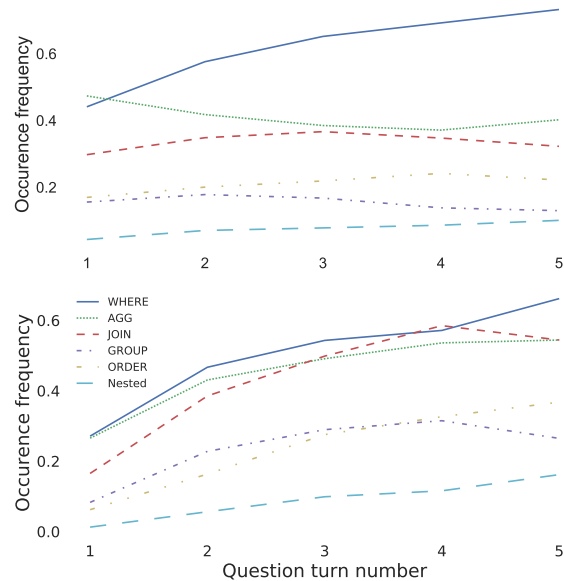 Occurence frequency
0.6
0.4
0.2
1 2 3 4 5
Occurence frequency
0.6
0.4
0.2
0.0
WHERE
AGG
JOIN
GROUP
ORDER
Nested
1 2 3 4 5
Question turn number